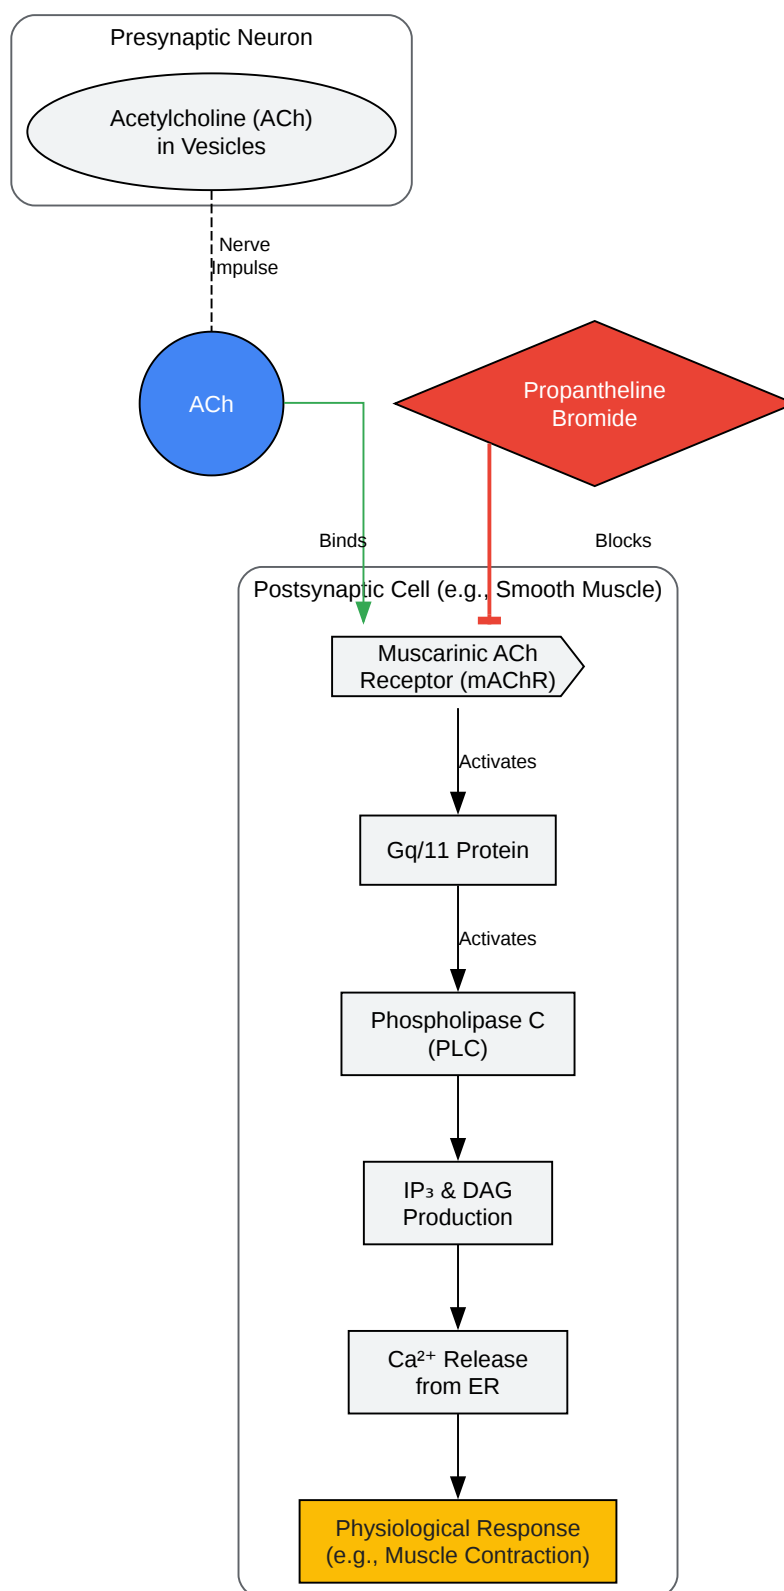 Presynaptic Neuron
Acetylcholine (ACh)
in Vesicles
Nerve
Impulse
ACh
Propantheline
Bromide
Binds
Blocks
Postsynaptic Cell (e.g., Smooth Muscle)
Muscarinic ACh
Receptor (mAChR)
Activates
Gq/11 Protein
Activates
Phospholipase C
(PLC)
IP₃ & DAG
Production
Ca²⁺ Release
from ER
Physiological Response
(e.g., Muscle Contraction)